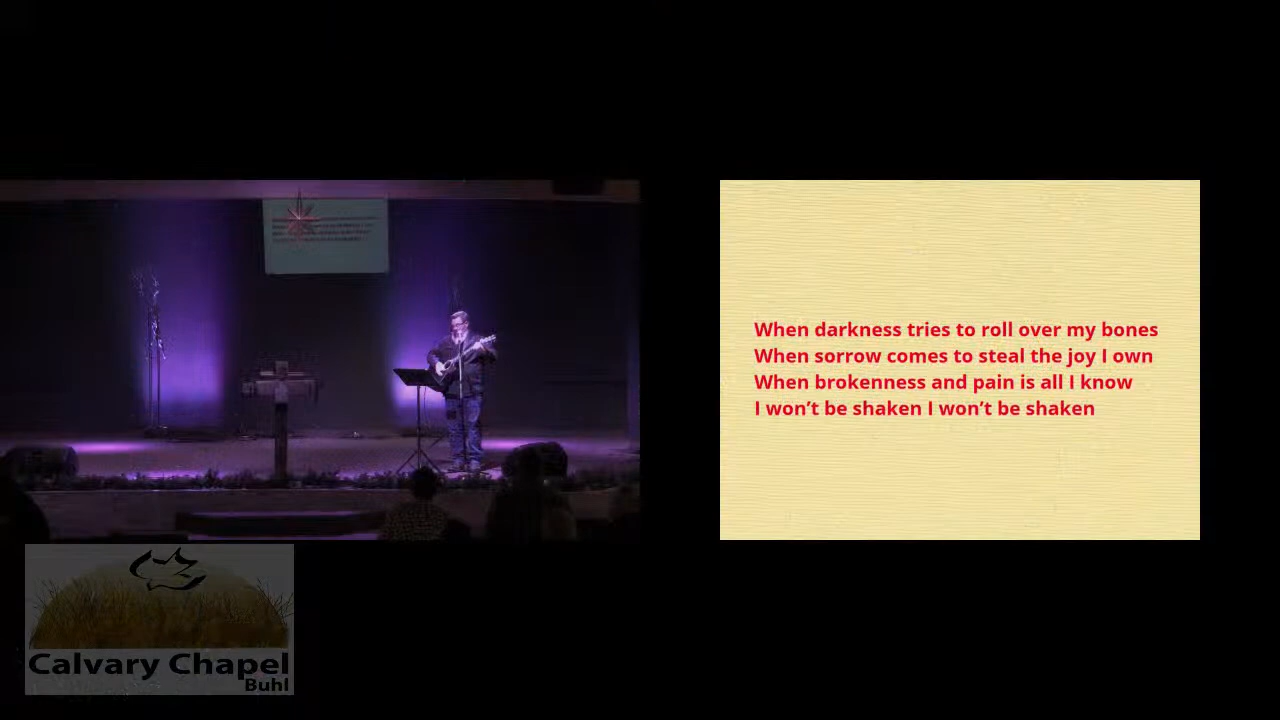 When darkness tries to roll over my bones
When sorrow comes to steal the joy I own
When brokenness and pain is all I know
I won’t be shaken I won’t be shaken
Calvary Chapel
Buhl